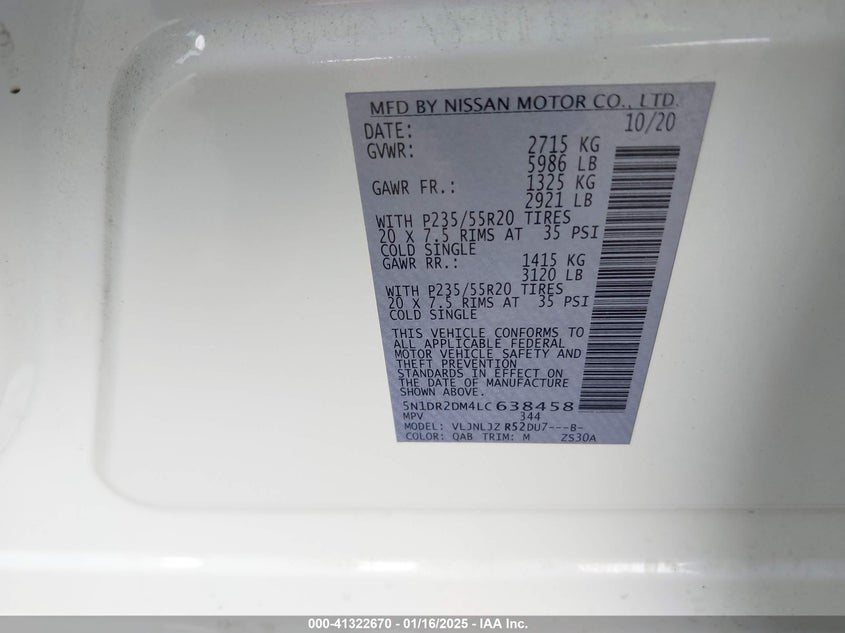 MFD BY NISSAN MOTOR CO., LTD.
DATE: 10/20
GVWR: 2715 KG
5986 LB
GAWR FR.: 1325 KG
2921 LB
WITH P235/55R20 TIRES
20 X 7.5 RIMS AT 35 PSI
COLD SINGLE
GAWR RR.: 1415 KG
3120 LB
WITH P235/55R20 TIRES
20 X 7.5 RIMS AT 35 PSI
COLD SINGLE
THIS VEHICLE CONFORMS TO
ALL APPLICABLE FEDERAL
MOTOR VEHICLE SAFETY AND
THEFT PREVENTION
STANDARDS IN EFFECT ON
THE DATE OF MANUFACTURE
SHOWN ABOVE.
5N1DR2DM4LC638458
MPV 344
MODEL: VLJNLJZ R52DU7---B-
COLOR: QAB TRIM: M ZS30A
000-41322670 - 01/16/2025 - IAA Inc.